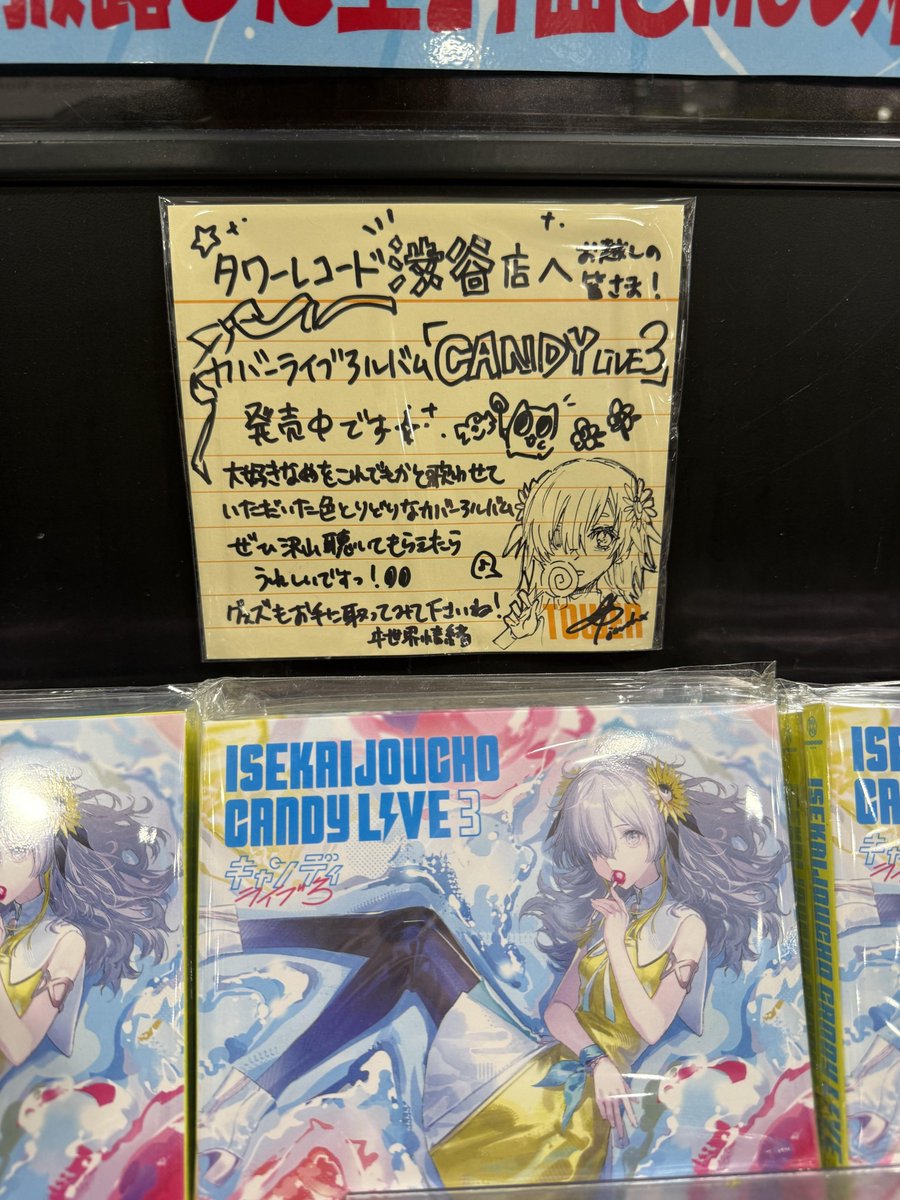 タワーレコード渋谷店へ お越しの皆さま!
カバーライブアルバム「CANDY LIVE3」
発売中です
大好きな曲をこれでもかと歌わせて
いただいた色とりどりなカバーアルバム
ぜひ沢山聴いてもらえたら
うれしいですっ!!
グッズもお手に取ってみて下さいね!
ヰ世界情緒
TOWER
ISEKAIJOUCHO
CANDY LIVE 3
キャンディ
ライブ3
ISEKAIJOUCHO CANDY LIVE
ISEKA
CA